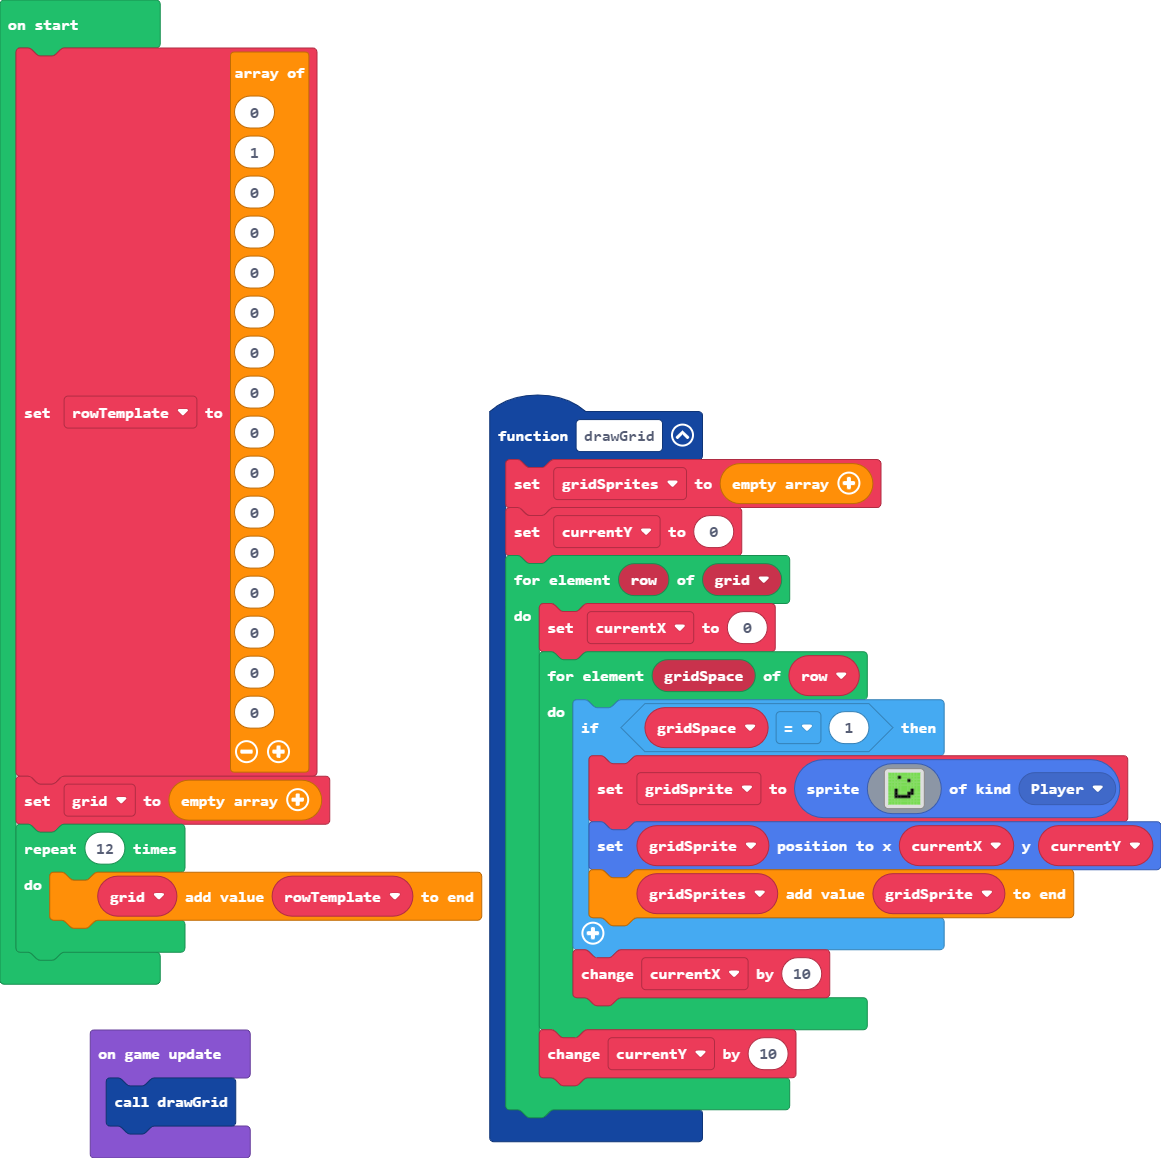 on start
set rowTemplate to
array of
0
1
0
0
0
0
0
0
0
0
0
0
0
0
0
0
set grid to empty array
repeat 12 times
do
grid add value rowTemplate to end
on game update
call drawGrid
function drawGrid
set gridSprites to empty array
set currentY to 0
for element row of grid
do
set currentX to 0
for element gridSpace of row
do
if gridSpace = 1 then
set gridSprite to sprite of kind Player
set gridSprite position to x currentX y currentY
gridSprites add value gridSprite to end
change currentX by 10
change currentY by 10